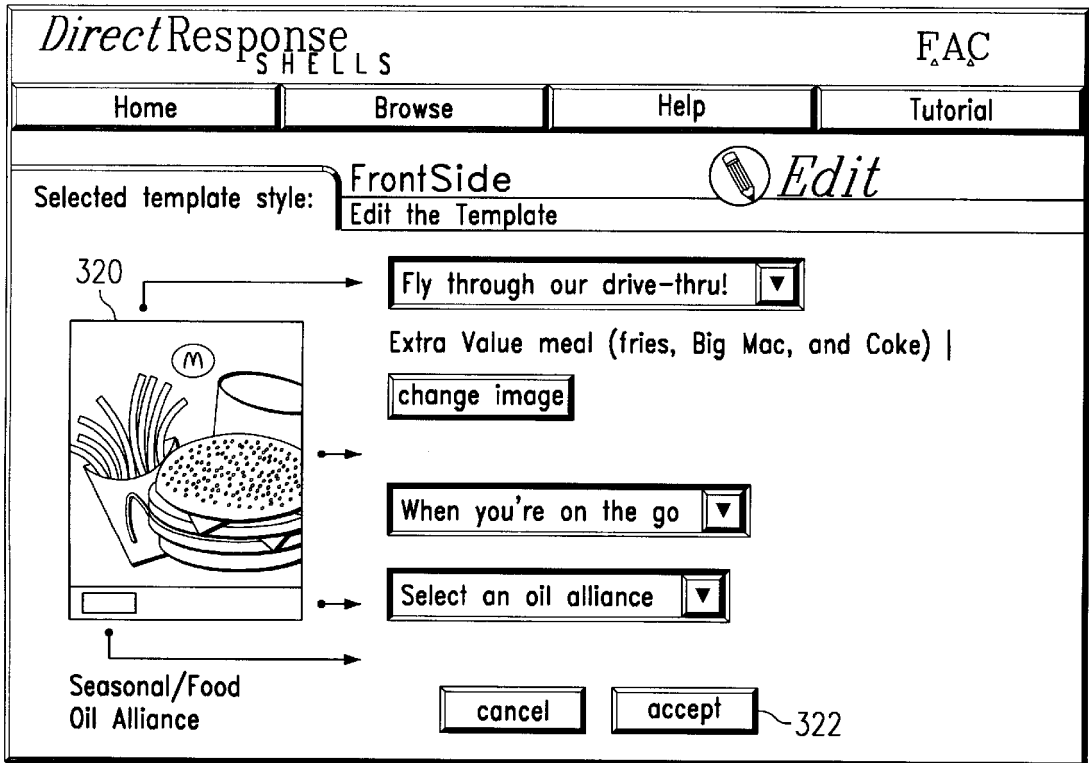 DirectResponse
SHELLS
FAC
Home Browse Help Tutorial
Selected template style:
FrontSide
Edit
Edit the Template
320
Fly through our drive-thru!
Extra Value meal (fries, Big Mac, and Coke)
change image
M
When you're on the go
Select an oil alliance
Seasonal/Food
Oil Alliance
cancel accept
322